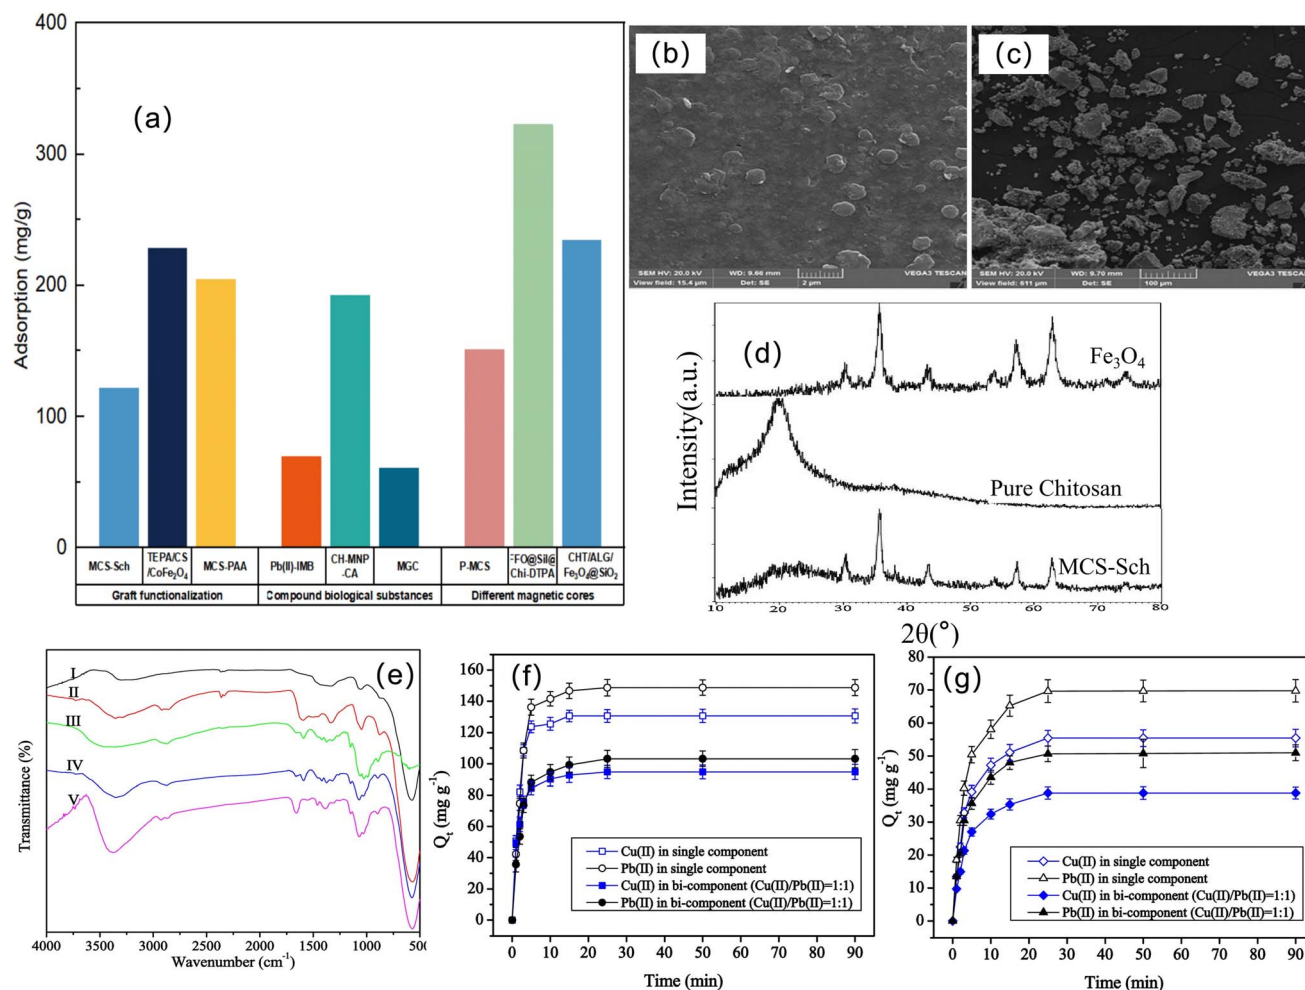 (a)
Adsorption (mg/g)
400
300
200
100
0
MCS-Sch
TEPA/CS
/CoFe₂O₄
MCS-PAA
Pb(II)-IMB
CH-MNP
-CA
MGC
P-MCS
FFO@Sil@
Chi-DTPA
CHT/ALG/
Fe₃O₄@SiO₂
Graft functionalization
Compound biological substances
Different magnetic cores
(b)
SEM HV: 20.0 kV WD: 9.66 mm VEGA3 TESCAN
View field: 15.4 μm Det: SE 2 μm
(c)
SEM HV: 20.0 kV WD: 9.70 mm VEGA3 TESCAN
View field: 611 μm Det: SE 100 μm
(d)
Intensity(a.u.)
Fe₃O₄
Pure Chitosan
MCS-Sch
10 20 30 40 50 60 70 80
2θ(°)
(e)
Transmittance (%)
I
II
III
IV
V
4000 3500 3000 2500 2000 1500 1000 500
Wavenumber (cm⁻¹)
(f)
Qt (mg g⁻¹)
160
150
140
130
120
110
100
90
80
70
60
50
40
30
20
10
0
Cu(II) in single component
Pb(II) in single component
Cu(II) in bi-component (Cu(II)/Pb(II)=1:1)
Pb(II) in bi-component (Cu(II)/Pb(II)=1:1)
0 10 20 30 40 50 60 70 80 90
Time (min)
(g)
Qt (mg g⁻¹)
80
70
60
50
40
30
20
10
0
Cu(II) in single component
Pb(II) in single component
Cu(II) in bi-component (Cu(II)/Pb(II)=1:1)
Pb(II) in bi-component (Cu(II)/Pb(II)=1:1)
0 10 20 30 40 50 60 70 80 90
Time (min)